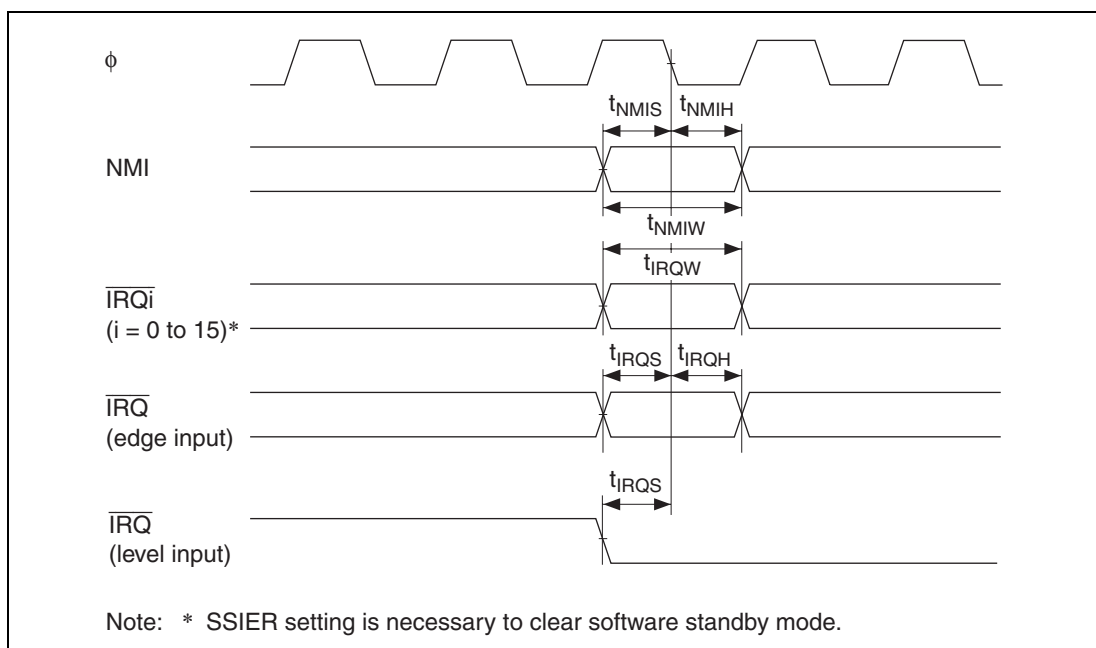 ϕ
tNMIS tNMIH
NMI
tNMIW
tIRQW
IRQi
(i = 0 to 15)*
tIRQS tIRQH
IRQ
(edge input)
tIRQS
IRQ
(level input)
Note: * SSIER setting is necessary to clear software standby mode.